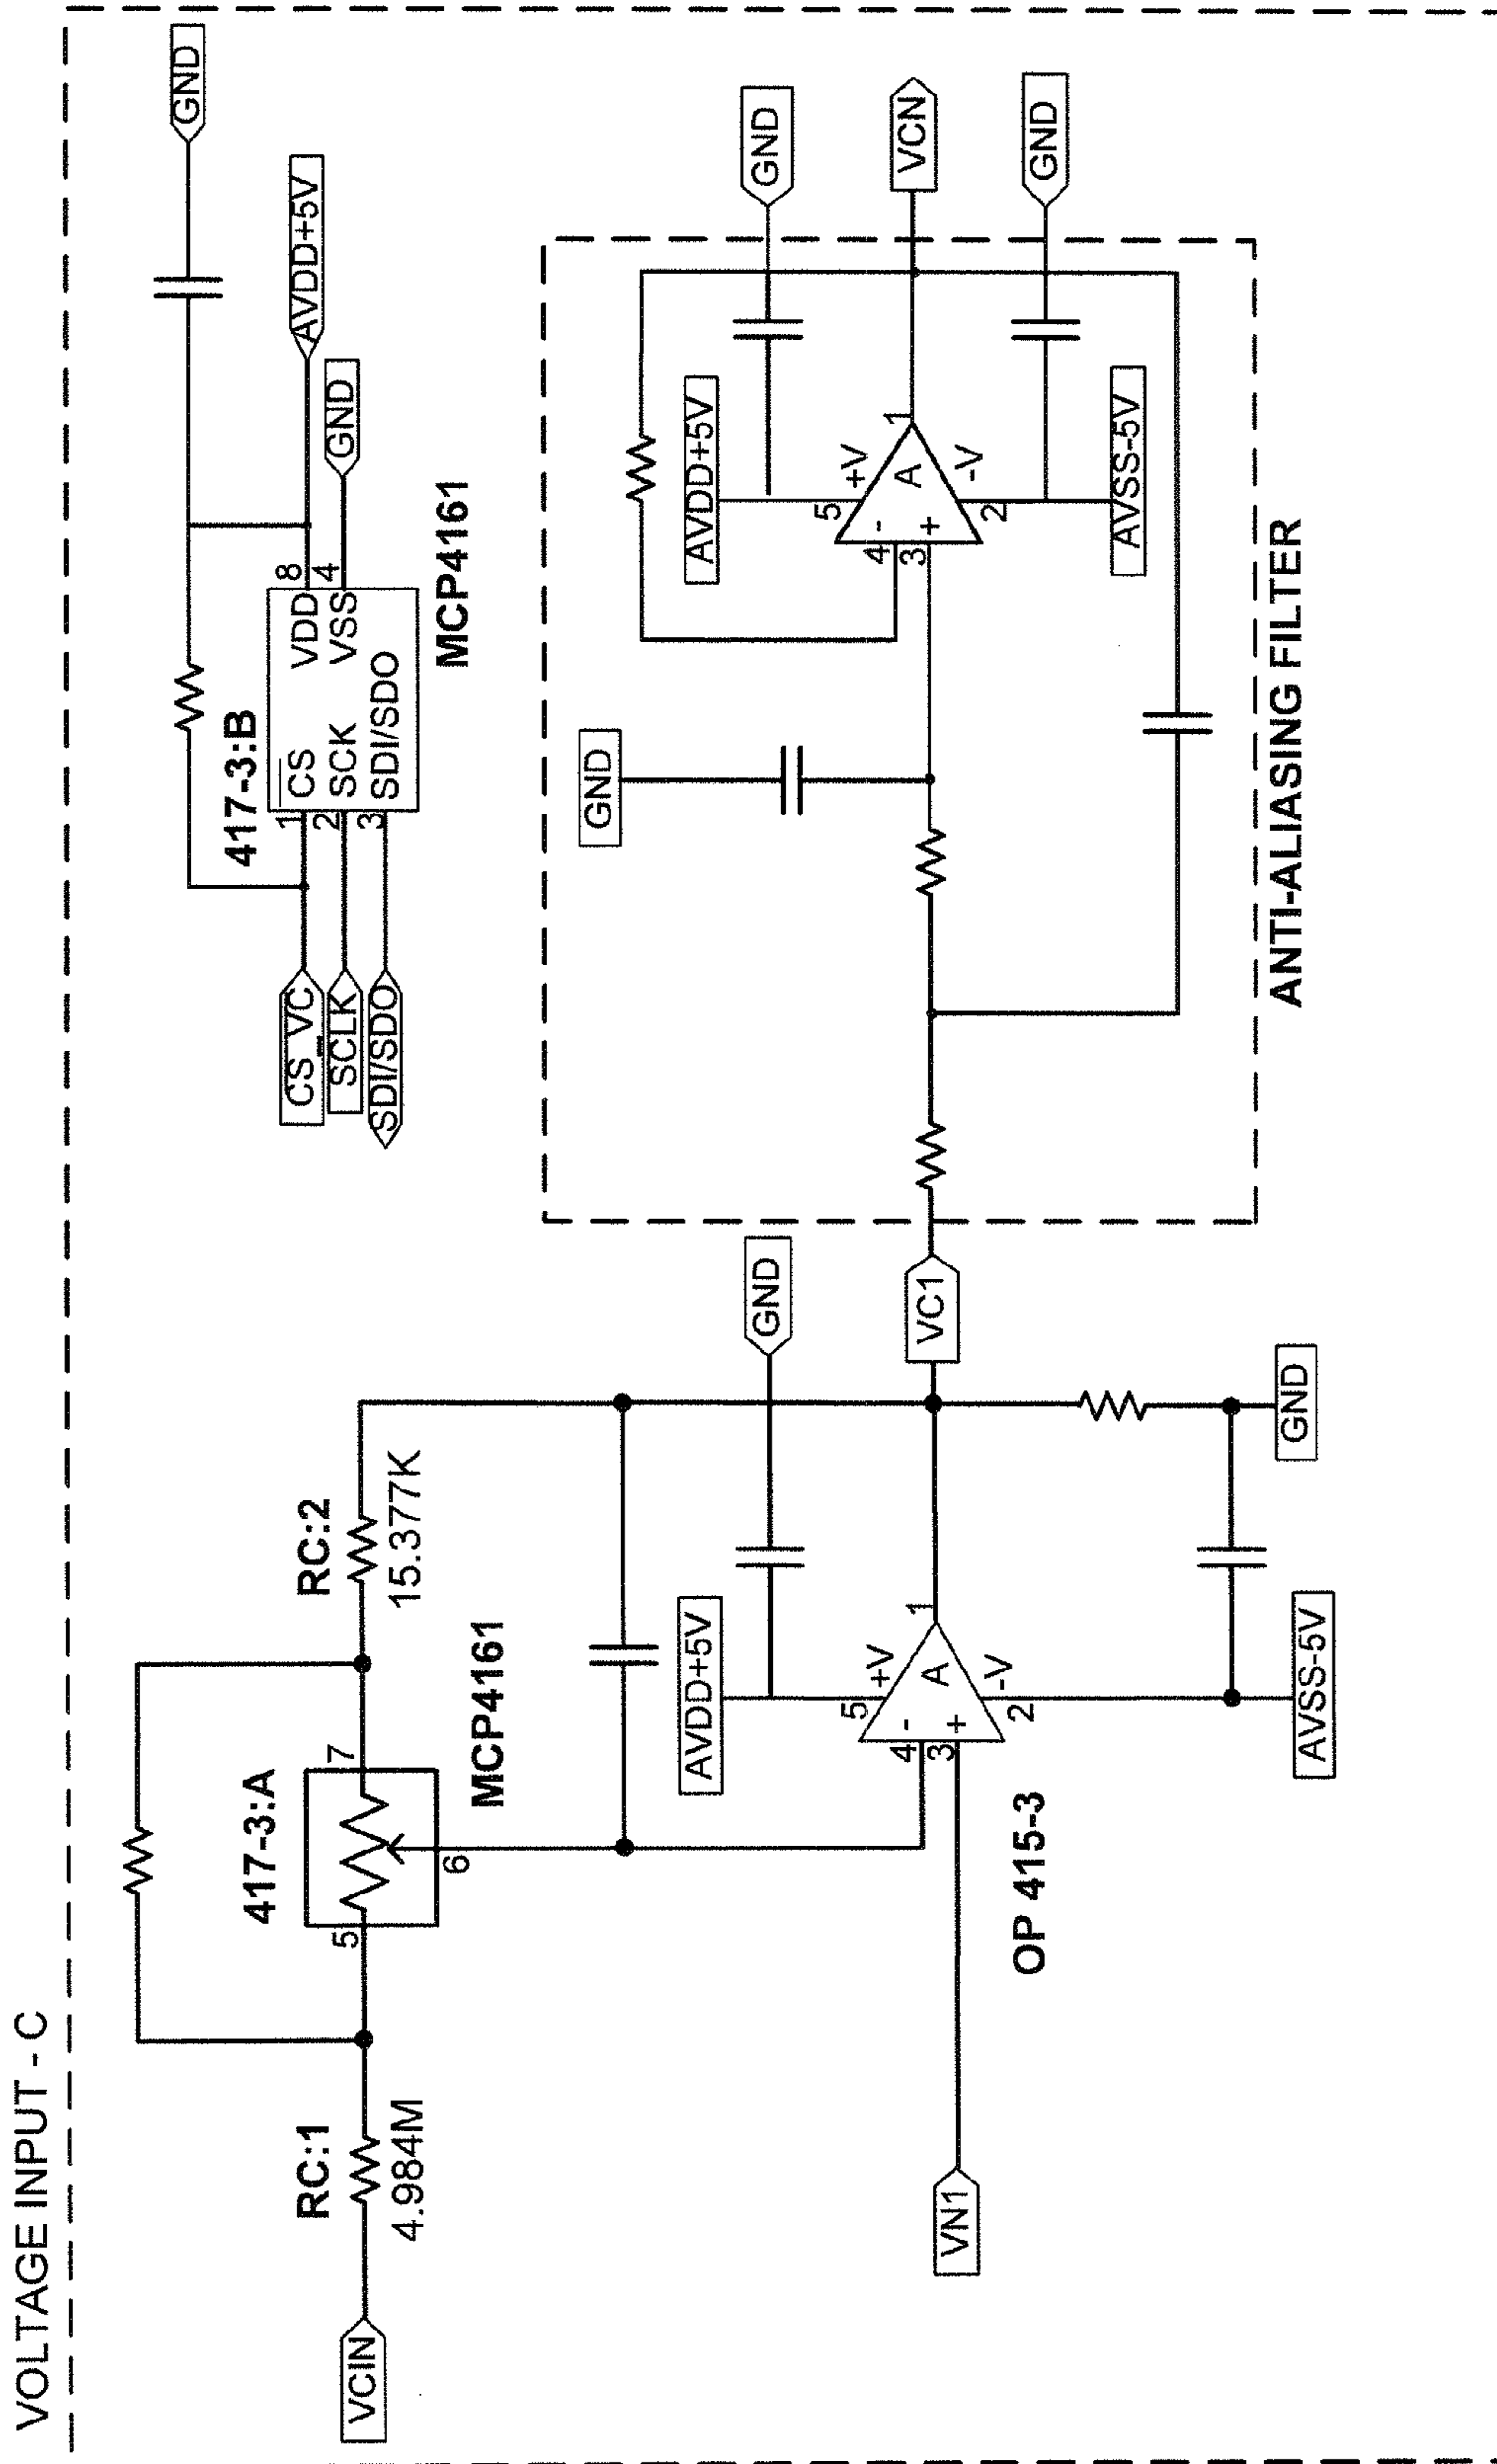 VOLTAGE INPUT - C
VCIN
RC:1
4.984M
417-3:A
5
7
6
MCP4161
RC:2
15.377K
VN1
OP 415-3
4
3
-
+
A
5
+V
2
-V
1
AVDD+5V
GND
AVSS-5V
GND
VC1
CS_VC
SCLK
SDI/SDO
417-3:B
1
2
3
CS
SCK
SDI/SDO
VDD
VSS
8
4
MCP4161
GND
AVDD+5V
GND
GND
4
3
-
+
A
5
+V
2
-V
1
AVDD+5V
GND
AVSS-5V
GND
VCN
ANTI-ALIASING FILTER